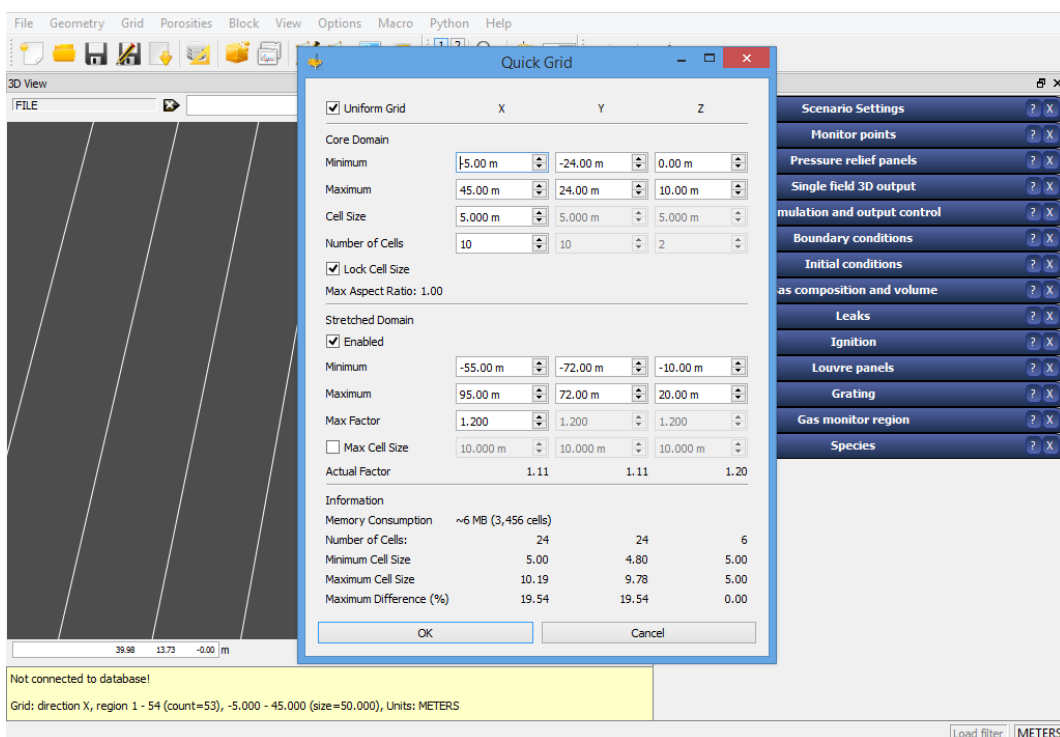 File Geometry Grid Porosities Block View Options Macro Python Help
Quick Grid
3D View
FILE
Uniform Grid X Y Z
Core Domain
Minimum -5.00 m -24.00 m 0.00 m
Maximum 45.00 m 24.00 m 10.00 m
Cell Size 5.000 m 5.000 m 5.000 m
Number of Cells 10 10 2
Lock Cell Size
Max Aspect Ratio: 1.00
Stretched Domain
Enabled
Minimum -55.00 m -72.00 m -10.00 m
Maximum 95.00 m 72.00 m 20.00 m
Max Factor 1.200 1.200 1.200
Max Cell Size 10.000 m 10.000 m 10.000 m
Actual Factor 1.11 1.11 1.20
Information
Memory Consumption ~6 MB (3,456 cells)
Number of Cells: 24 24 6
Minimum Cell Size 5.00 4.80 5.00
Maximum Cell Size 10.19 9.78 5.00
Maximum Difference (%) 19.54 19.54 0.00
OK Cancel
Scenario Settings ? X
Monitor points ? X
Pressure relief panels ? X
Single field 3D output ? X
mulation and output control ? X
Boundary conditions ? X
Initial conditions ? X
as composition and volume ? X
Leaks ? X
Ignition ? X
Louvre panels ? X
Grating ? X
Gas monitor region ? X
Species ? X
39.98 13.73 -0.00 m
Not connected to database!
Grid: direction X, region 1 - 54 (count=53), -5.000 - 45.000 (size=50.000), Units: METERS
Load filter METERS